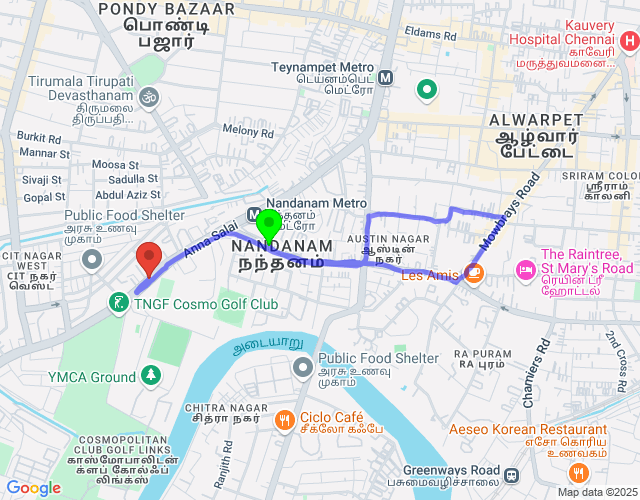 PONDY BAZAAR
பொண்டி
பஜார்
Eldams Rd
Kauvery
Hospital Chennai
காவேரி
மருத்துவமனை...
Teynampet Metro
டெய்னாம்பெட்
மெட்ரோ
Tirumala Tirupati
Devasthanam
திருமலை
திருப்பதி...
ALWARPET
ஆழ்வார்
பேட்டை
Burkit Rd
Melony Rd
Mannar St
Moosa St
Sivaji St
Sadulla St
Gopal St
Abdul Aziz St
SRIRAM COLO
ஸ்ரீராம்
காலனி
Mowbrays Road
Nandanam Metro
நந்தனம்
மெட்ரோ
Public Food Shelter
அரசு உணவு
முகாம்
Anna Salai
NANDANAM
நந்தனம்
AUSTIN NAGAR
ஆஸ்டின்
நகர்
CIT NAGAR
WEST
CIT நகர்
வெஸ்ட்
The Raintree,
St Mary's Road
ரெயின் ட்ரீ
ஹோட்டல்
Les Amis
TNGF Cosmo Golf Club
அடையாறு
Public Food Shelter
அரசு உணவு
முகாம்
RA PURAM
RA புரம்
Chamiers Rd
2nd Cross Rd
YMCA Ground
CHITRA NAGAR
சித்ரா நகர்
Ciclo Café
சீக்லோ கஃபே
Ranjith Rd
COSMOPOLITAN
CLUB GOLF LINKS
காஸ்மோபாலிடன்
களப் கோல்ஃப்
லிங்கஸ்
Aeseo Korean Restaurant
எசோ கொரிய
உணவகம்
Greenways Road
பசுமைவழிச்சாலை
Google
Map data ©2025